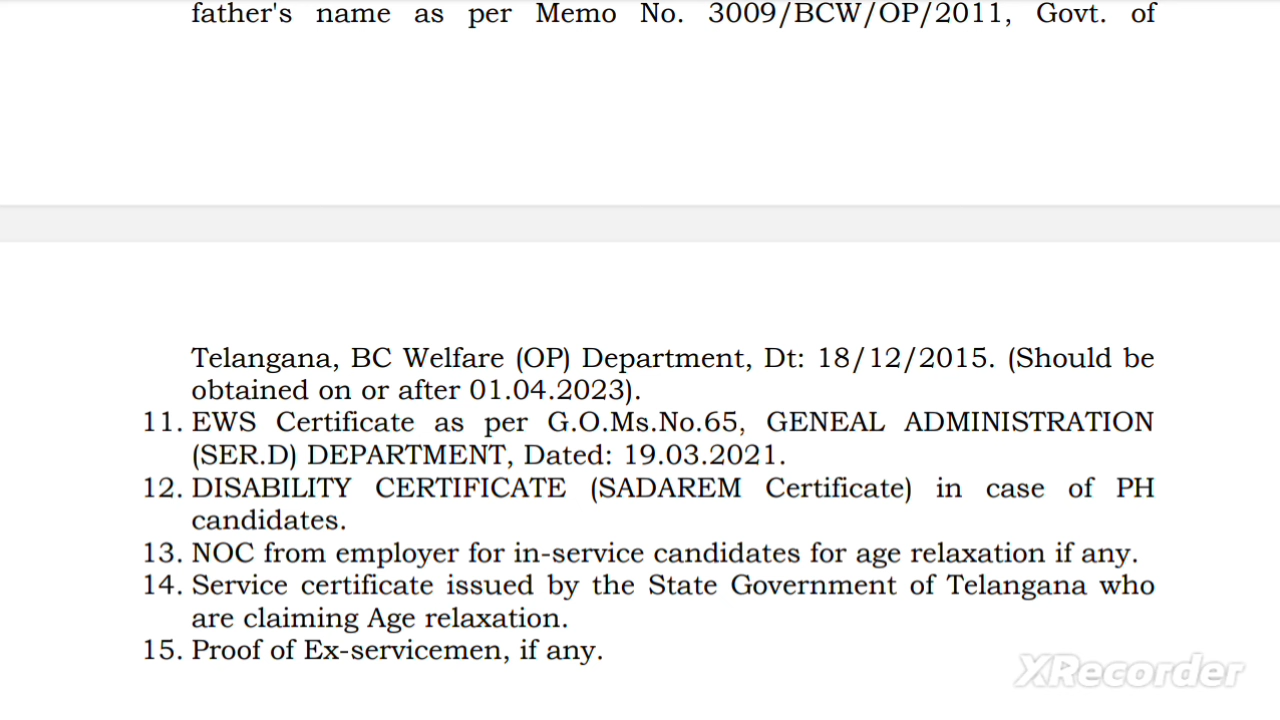 father's name as per Memo No. 3009/BCW/OP/2011, Govt. of
Telangana, BC Welfare (OP) Department, Dt: 18/12/2015. (Should be
obtained on or after 01.04.2023).
11. EWS Certificate as per G.O.Ms.No.65, GENEAL ADMINISTRATION
(SER.D) DEPARTMENT, Dated: 19.03.2021.
12. DISABILITY CERTIFICATE (SADAREM Certificate) in case of PH
candidates.
13. NOC from employer for in-service candidates for age relaxation if any.
14. Service certificate issued by the State Government of Telangana who
are claiming Age relaxation.
15. Proof of Ex-servicemen, if any.
XRecorder